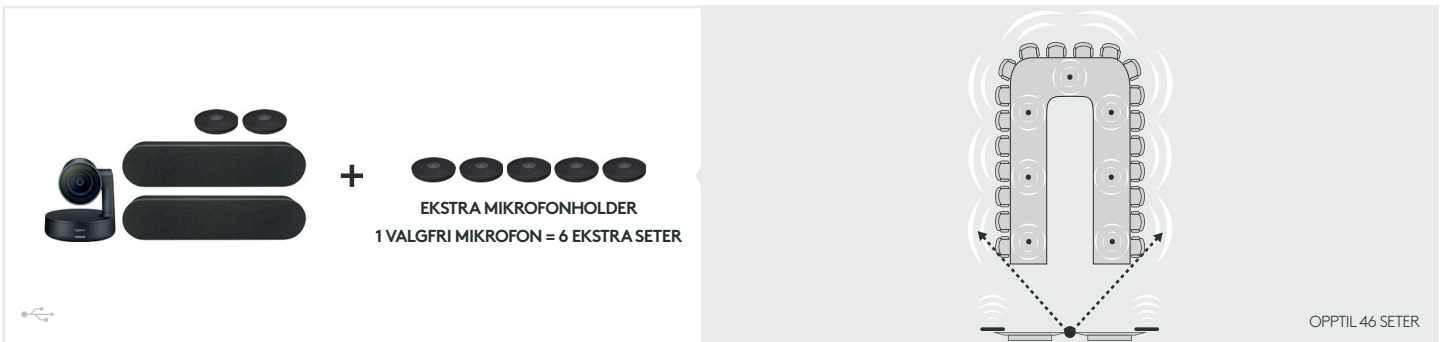 EKSTRA MIKROFONHOLDER
1 VALGFRI MIKROFON = 6 EKSTRA SETER
OPPTIL 46 SETER